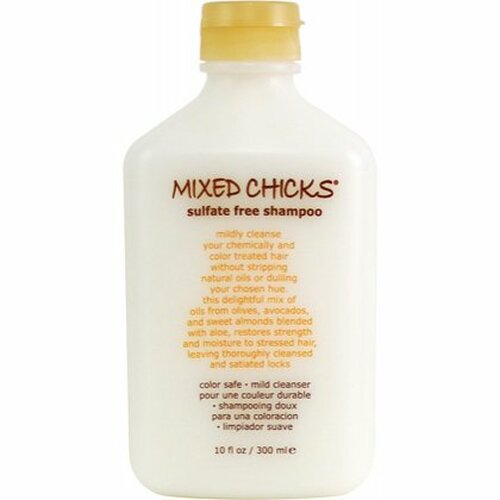 MIXED CHICKS®
sulfate free shampoo
mildly cleanse
your chemically and
color treated hair
without stripping
natural oils or dulling
your chosen hue.
this delightful mix of
oils from olives, avocados,
and sweet almonds blended
with aloe, restores strength
and moisture to stressed hair,
leaving thoroughly cleansed
and satiated locks
color safe • mild cleanser
pour une couleur durable
• shampooing doux
para una coloracion
• limpiador suave
10 fl oz / 300 ml e